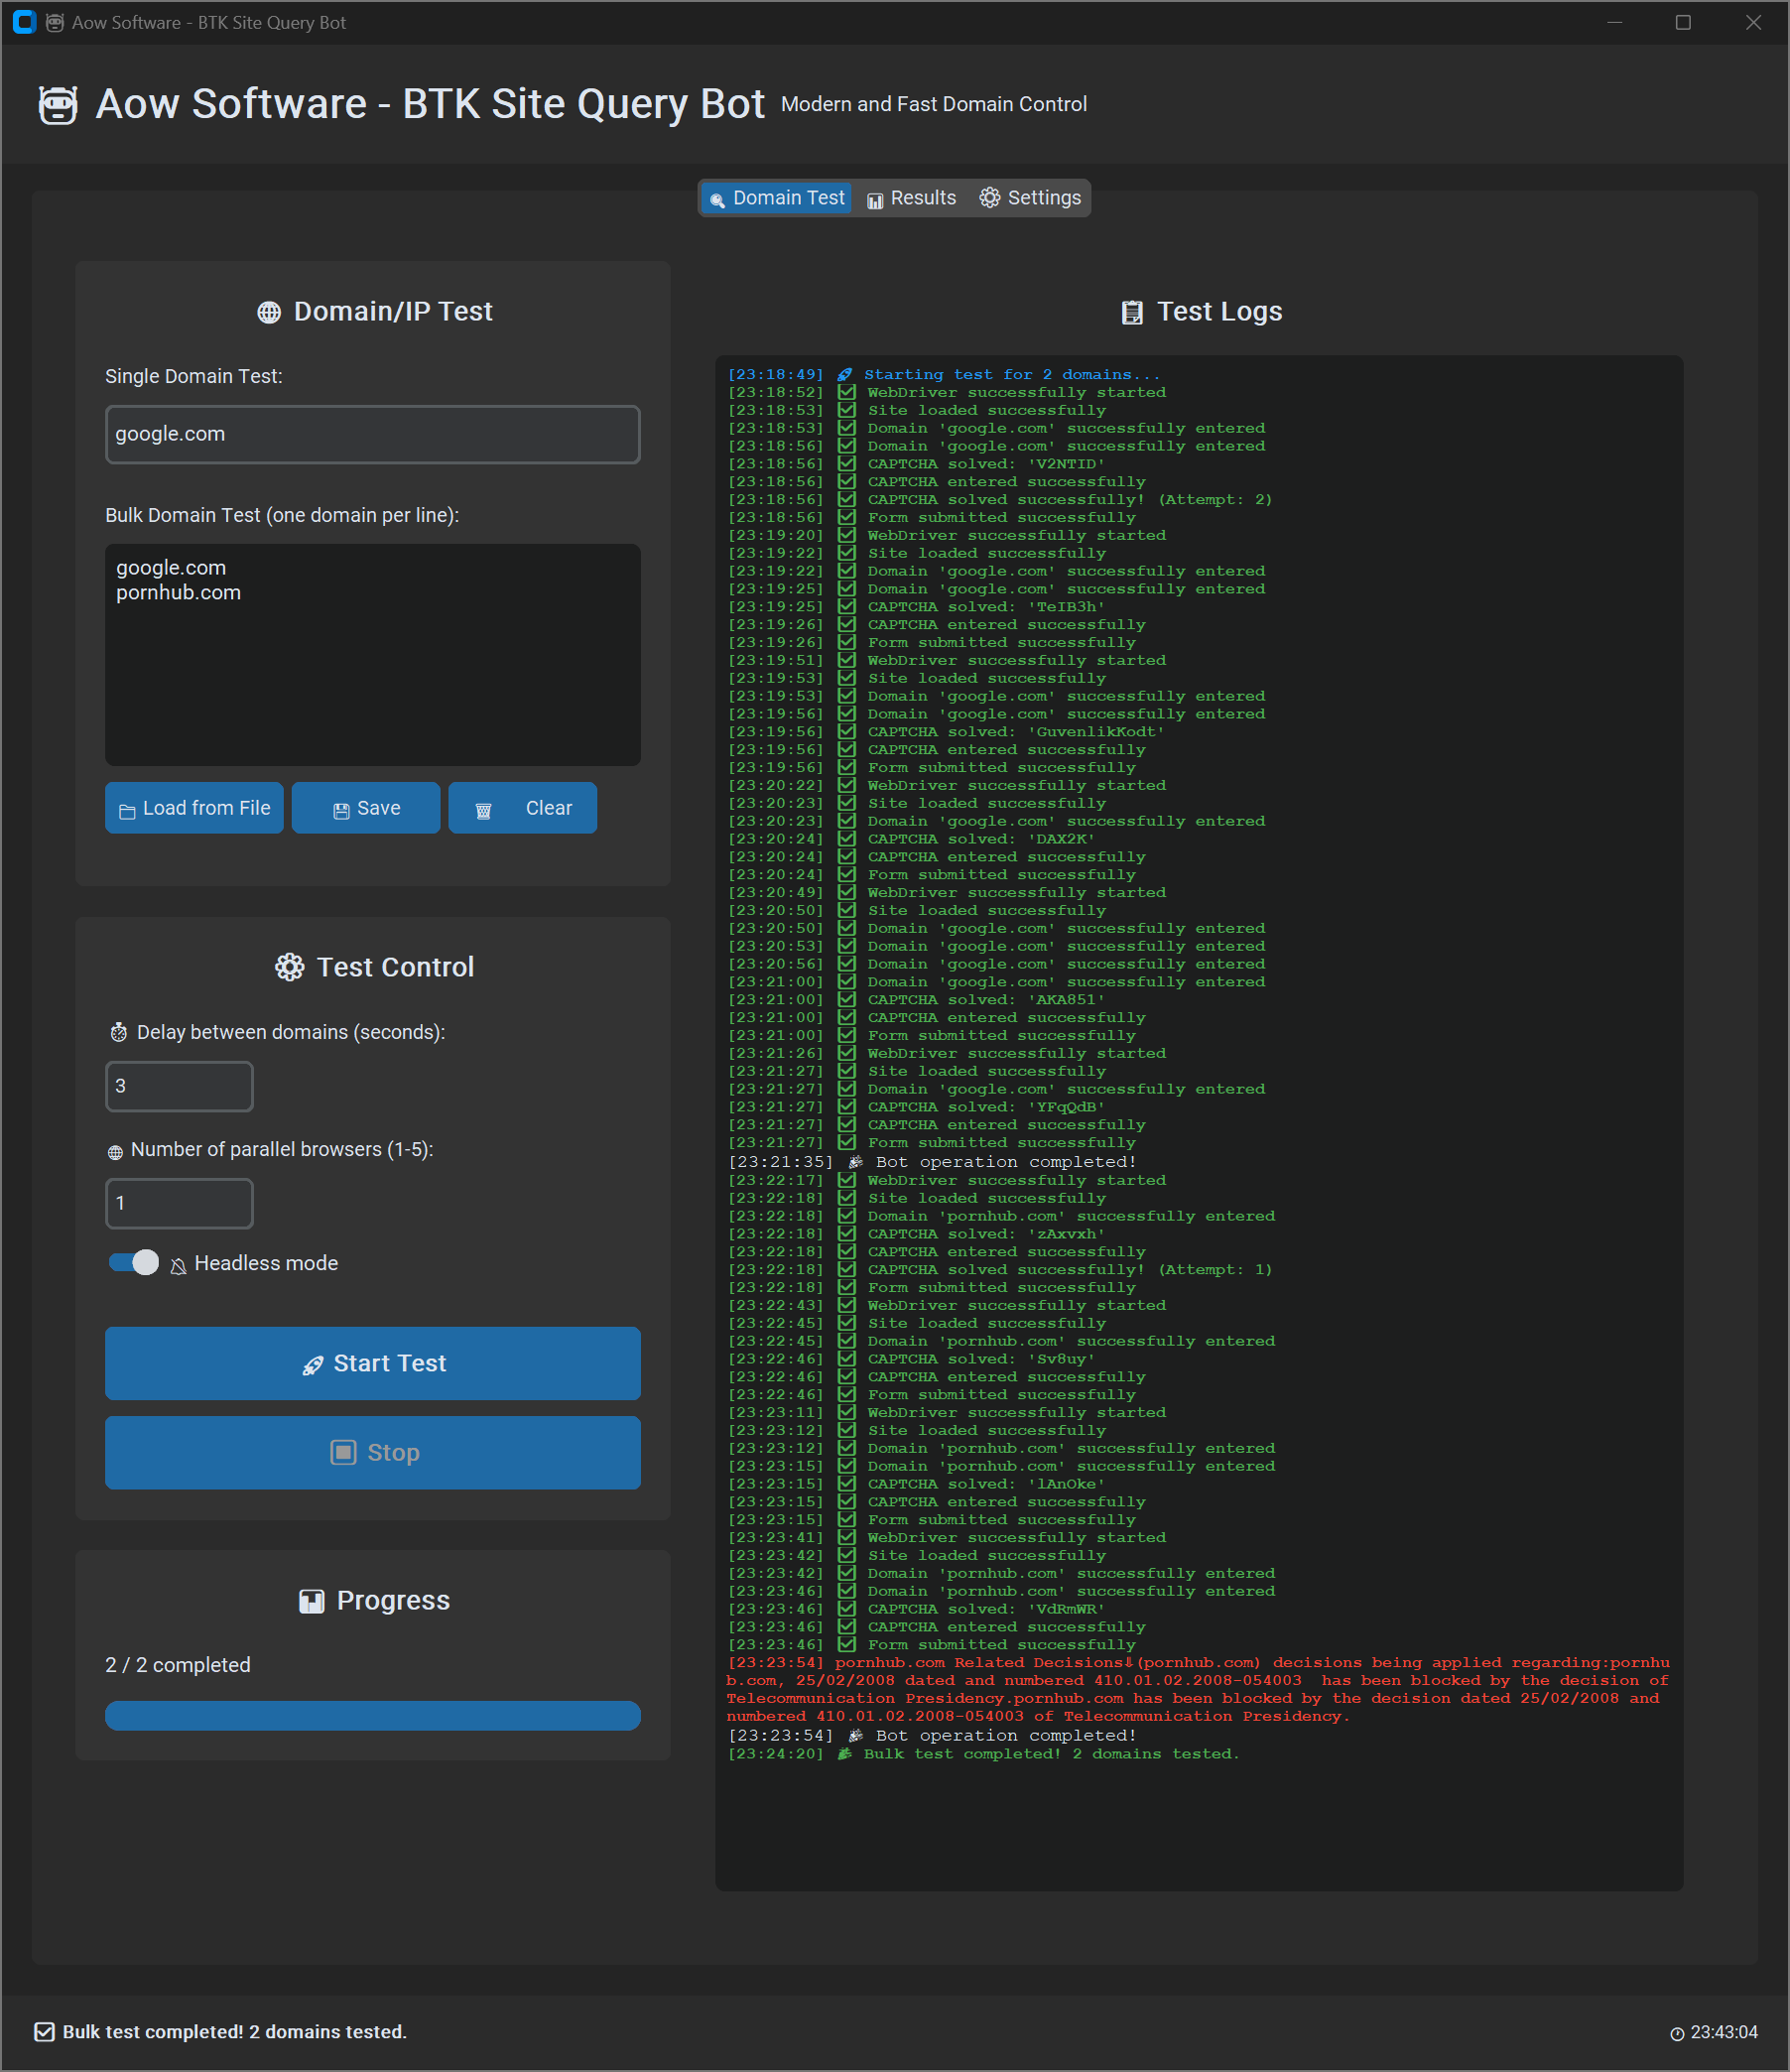 Aow Software - BTK Site Query Bot
Aow Software - BTK Site Query Bot Modern and Fast Domain Control
Domain Test Results Settings
Domain/IP Test
Single Domain Test:
google.com
Bulk Domain Test (one domain per line):
google.com
pornhub.com
Load from File Save Clear
Test Control
Delay between domains (seconds):
3
Number of parallel browsers (1-5):
1
Headless mode
Start Test
Stop
Progress
2 / 2 completed
Test Logs
[23:18:49] Starting test for 2 domains...
[23:18:52] WebDriver successfully started
[23:18:53] Site loaded successfully
[23:18:53] Domain 'google.com' successfully entered
[23:18:56] Domain 'google.com' successfully entered
[23:18:56] CAPTCHA solved: 'V2NTID'
[23:18:56] CAPTCHA entered successfully
[23:18:56] CAPTCHA solved successfully! (Attempt: 2)
[23:18:56] Form submitted successfully
[23:19:20] WebDriver successfully started
[23:19:22] Site loaded successfully
[23:19:22] Domain 'google.com' successfully entered
[23:19:25] Domain 'google.com' successfully entered
[23:19:25] CAPTCHA solved: 'TeIB3h'
[23:19:26] CAPTCHA entered successfully
[23:19:26] Form submitted successfully
[23:19:51] WebDriver successfully started
[23:19:53] Site loaded successfully
[23:19:53] Domain 'google.com' successfully entered
[23:19:56] Domain 'google.com' successfully entered
[23:19:56] CAPTCHA solved: 'GuvenlikKodt'
[23:19:56] CAPTCHA entered successfully
[23:19:56] Form submitted successfully
[23:20:22] WebDriver successfully started
[23:20:23] Site loaded successfully
[23:20:23] Domain 'google.com' successfully entered
[23:20:24] CAPTCHA solved: 'DAX2K'
[23:20:24] CAPTCHA entered successfully
[23:20:24] Form submitted successfully
[23:20:49] WebDriver successfully started
[23:20:50] Site loaded successfully
[23:20:50] Domain 'google.com' successfully entered
[23:20:53] Domain 'google.com' successfully entered
[23:20:56] Domain 'google.com' successfully entered
[23:21:00] Domain 'google.com' successfully entered
[23:21:00] CAPTCHA solved: 'AKA851'
[23:21:00] CAPTCHA entered successfully
[23:21:00] Form submitted successfully
[23:21:26] WebDriver successfully started
[23:21:27] Site loaded successfully
[23:21:27] Domain 'google.com' successfully entered
[23:21:27] CAPTCHA solved: 'YFqQdB'
[23:21:27] CAPTCHA entered successfully
[23:21:27] Form submitted successfully
[23:21:35] Bot operation completed!
[23:22:17] WebDriver successfully started
[23:22:18] Site loaded successfully
[23:22:18] Domain 'pornhub.com' successfully entered
[23:22:18] CAPTCHA solved: 'zAxvxh'
[23:22:18] CAPTCHA entered successfully
[23:22:18] CAPTCHA solved successfully! (Attempt: 1)
[23:22:18] Form submitted successfully
[23:22:43] WebDriver successfully started
[23:22:45] Site loaded successfully
[23:22:45] Domain 'pornhub.com' successfully entered
[23:22:46] CAPTCHA solved: 'Sv8uy'
[23:22:46] CAPTCHA entered successfully
[23:22:46] Form submitted successfully
[23:23:11] WebDriver successfully started
[23:23:12] Site loaded successfully
[23:23:12] Domain 'pornhub.com' successfully entered
[23:23:15] Domain 'pornhub.com' successfully entered
[23:23:15] CAPTCHA solved: 'lAnOke'
[23:23:15] CAPTCHA entered successfully
[23:23:15] Form submitted successfully
[23:23:41] WebDriver successfully started
[23:23:42] Site loaded successfully
[23:23:42] Domain 'pornhub.com' successfully entered
[23:23:46] Domain 'pornhub.com' successfully entered
[23:23:46] CAPTCHA solved: 'VdRmWR'
[23:23:46] CAPTCHA entered successfully
[23:23:46] Form submitted successfully
[23:23:54] pornhub.com Related Decisions⇓(pornhub.com) decisions being applied regarding:pornhu
b.com, 25/02/2008 dated and numbered 410.01.02.2008-054003 has been blocked by the decision of
Telecommunication Presidency.pornhub.com has been blocked by the decision dated 25/02/2008 and
numbered 410.01.02.2008-054003 of Telecommunication Presidency.
[23:23:54] Bot operation completed!
[23:24:20] Bulk test completed! 2 domains tested.
Bulk test completed! 2 domains tested.
23:43:04